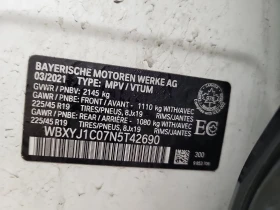 BAYERISCHE MOTOREN WERKE AG
03/2021 TYPE: MPV / VTUM
GVWR / PNBV: 2145 kg
GAWR / PNBE: FRONT/AVANT - 1110 kg WITH/AVEC
225/45 R19 TIRES/PNEUS, 8Jx19 RIMS/JANTES
GAWR / PNBE: REAR/ARRIERE - 1080 kg WITH/AVEC
225/45 R19 TIRES/PNEUS, 8Jx19 RIMS/JANTES
WBXYJ1C07N5T42690
EC
300